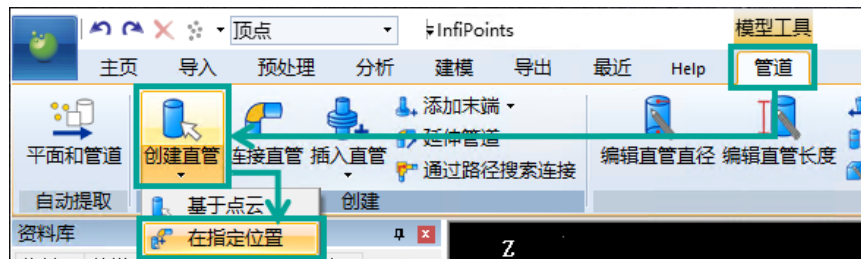 顶点 InfiPoints 模型工具
主页 导入 预处理 分析 建模 导出 最近 Help 管道
平面和管道 创建直管 连接直管 插入直管 添加末端 延伸管道 通过路径搜索连接 编辑直管直径 编辑直管长度
自动提取 创建
基于点云
在指定位置
资料库
Z